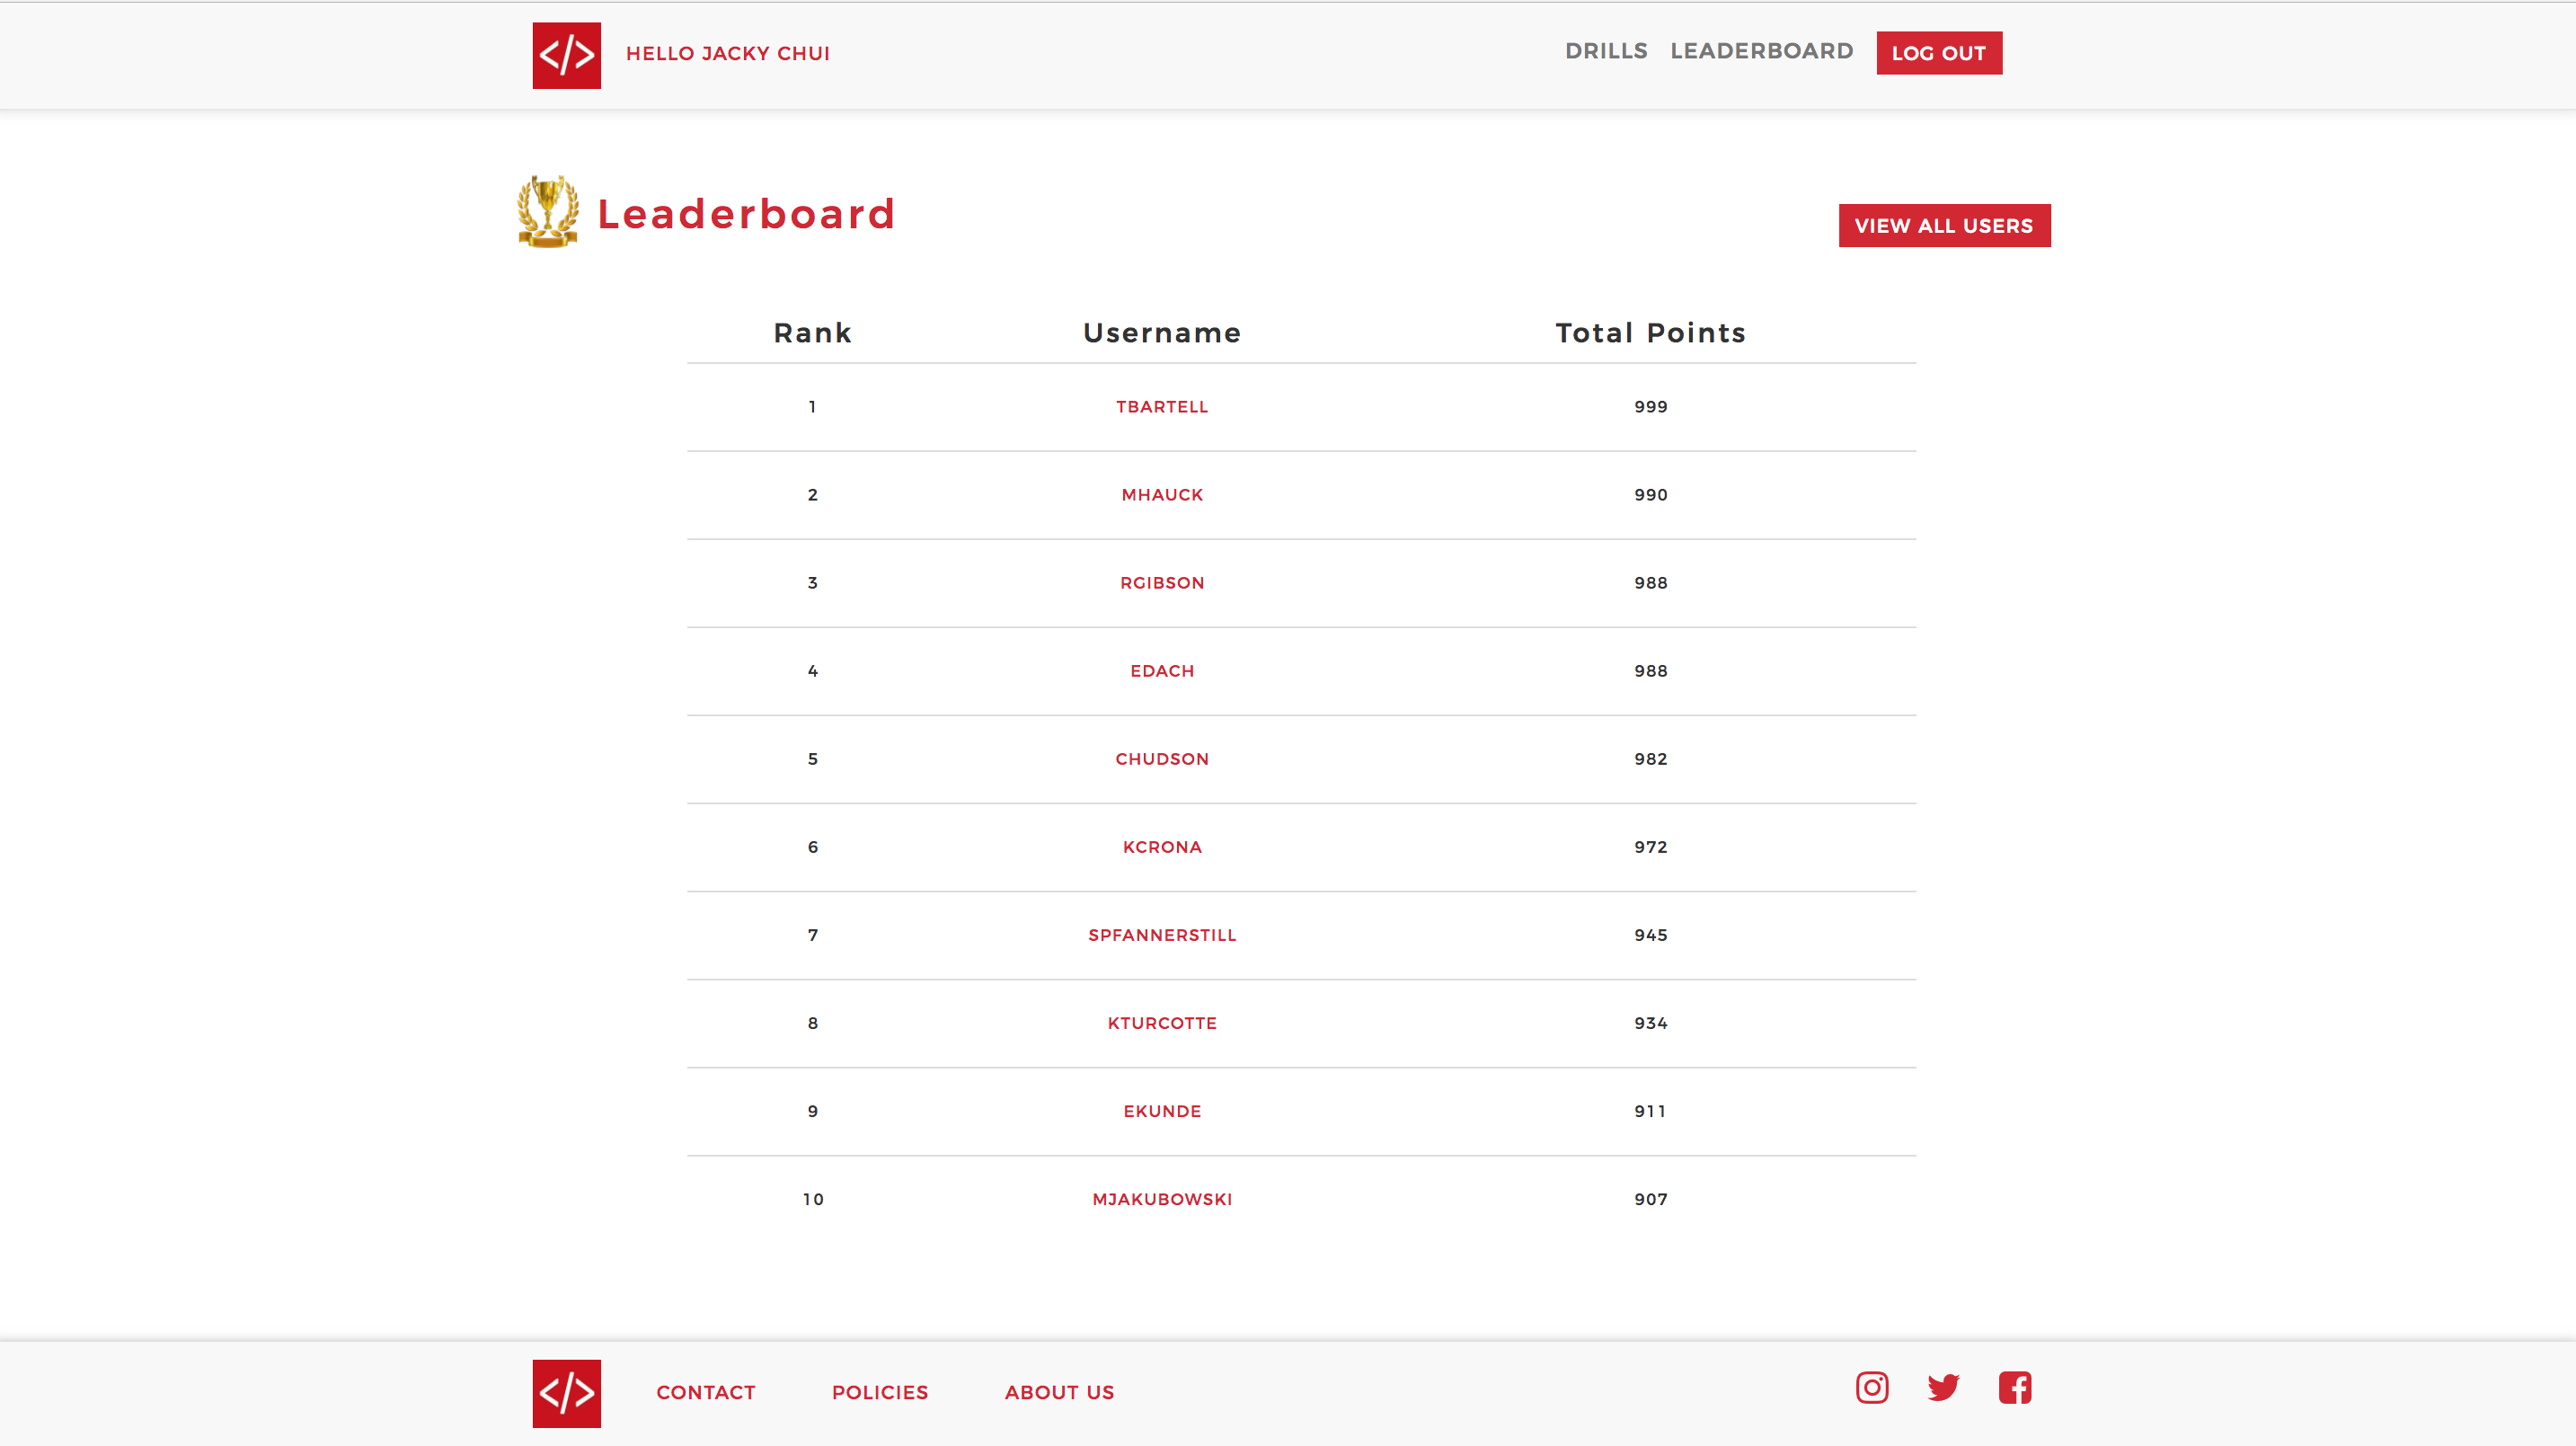 </> HELLO JACKY CHUI DRILLS LEADERBOARD LOG OUT
Leaderboard VIEW ALL USERS
Rank Username Total Points
1 TBARTELL 999
2 MHAUCK 990
3 RGIBSON 988
4 EDACH 988
5 CHUDSON 982
6 KCRONA 972
7 SPFANNERSTILL 945
8 KTURCOTTE 934
9 EKUNDE 911
10 MJAKUBOWSKI 907
</> CONTACT POLICIES ABOUT US